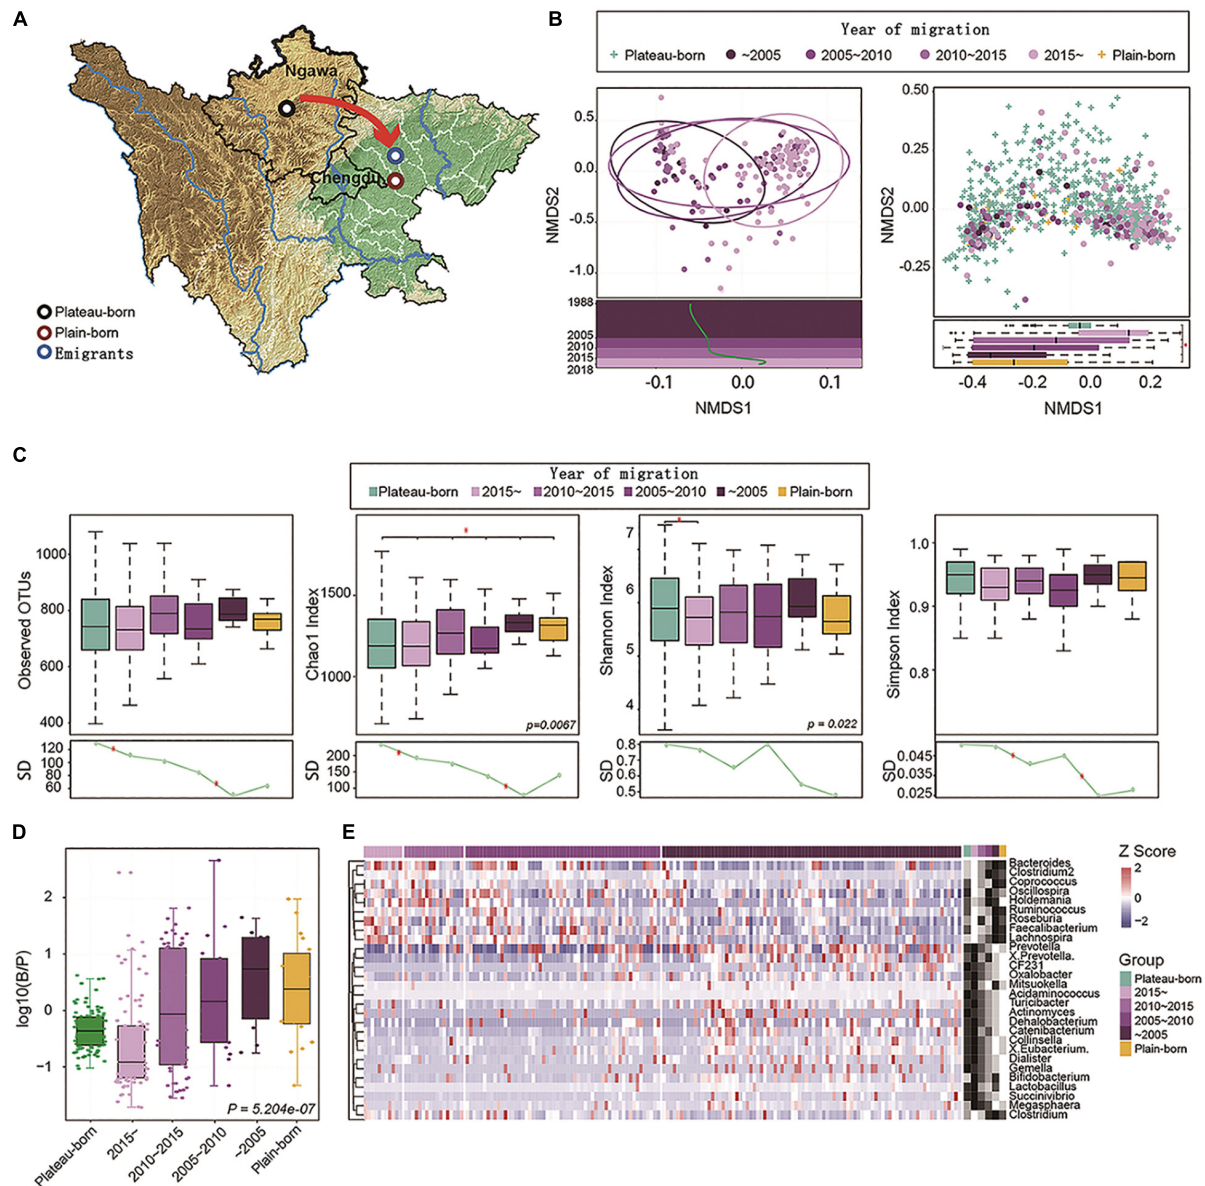 A
Ngawa
Chengdu
Plateau-born
Plain-born
Emigrants
B
Year of migration
Plateau-born ~2005 2005~2010 2010~2015 2015~ Plain-born
NMDS2
0.5
0.0
-0.5
-1.0
1988
2005
2010
2015
2018
-0.1 0.0 0.1
NMDS1
NMDS2
0.50
0.25
0.00
-0.25
-0.4 -0.2 0.0 0.2
NMDS1
C
Year of migration
Plateau-born 2015~ 2010~2015 2005~2010 ~2005 Plain-born
Observed OTUs
1000
800
600
400
SD
120
100
80
60
Chao1 Index
1500
1000
p=0.0067
SD
200
150
100
Shannon Index
7
6
5
4
p = 0.022
SD
0.8
0.7
0.6
0.5
Simpson Index
1.0
0.9
0.8
SD
0.045
0.035
0.025
D
log10(B/P)
2
1
0
−1
P = 5.204e-07
Plateau-born
2015~
2010~2015
2005~2010
~2005
Plain-born
E
Bacteroides
Clostridium2
Coprococcus
Oscillospira
Holdemania
Ruminococcus
Roseburia
Faecalibacterium
Lachnospira
Prevotella
X.Prevotella.
CF231
Oxalobacter
Mitsuokella
Acidaminococcus
Turicibacter
Actinomyces
Dehalobacterium
Catenibacterium
Collinsella
X.Eubacterium.
Dialister
Gemella
Bifidobacterium
Lactobacillus
Succinivibrio
Megasphaera
Clostridium
Z Score
2
0
−2
Group
Plateau-born
2015~
2010~2015
2005~2010
~2005
Plain-born